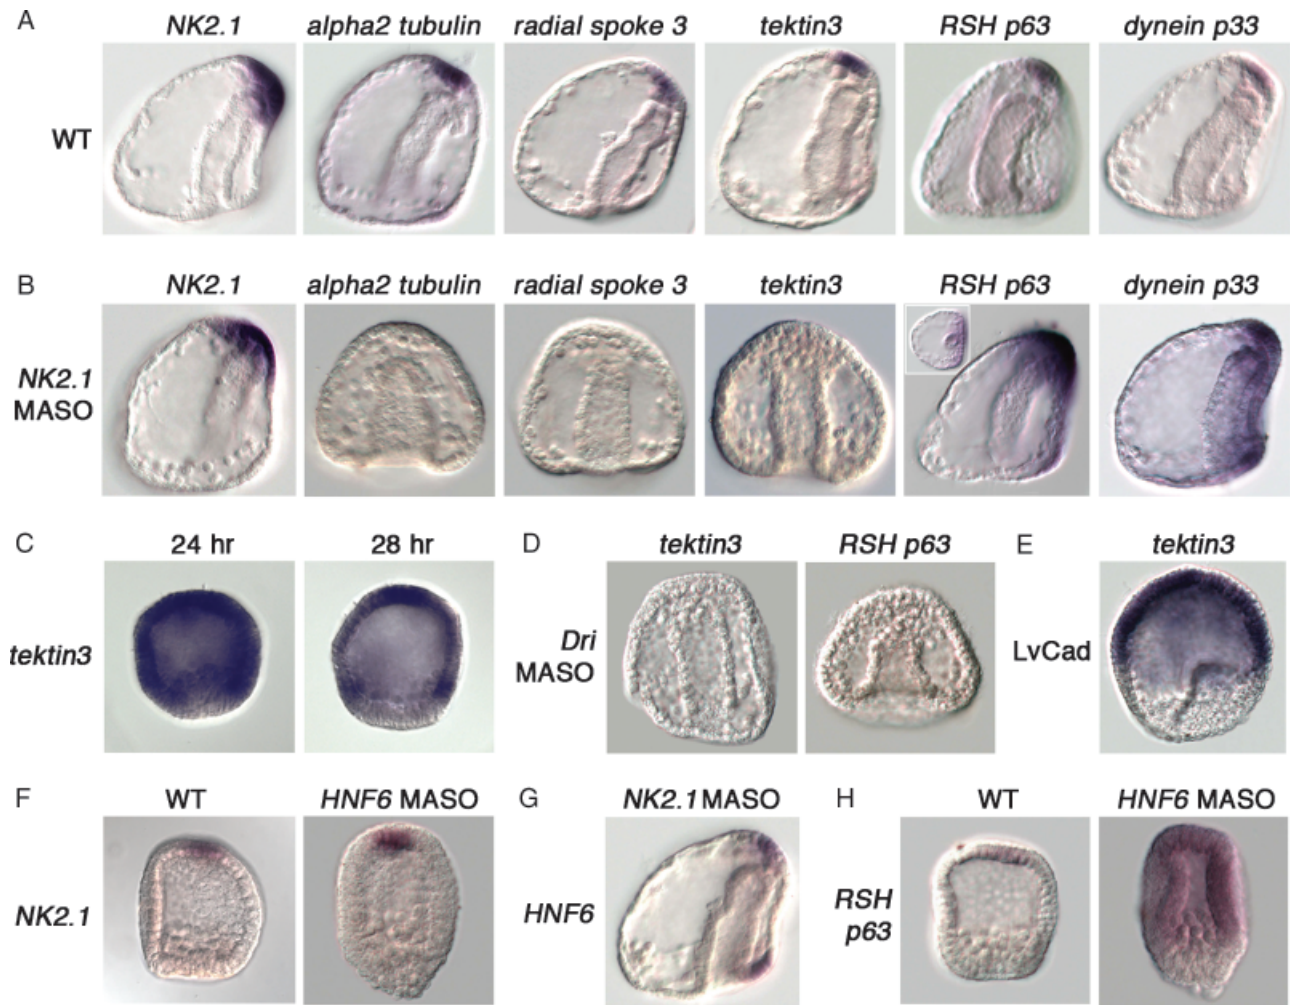 A NK2.1 alpha2 tubulin radial spoke 3 tektin3 RSH p63 dynein p33
WT
B NK2.1 alpha2 tubulin radial spoke 3 tektin3 RSH p63 dynein p33
NK2.1
MASO
C 24 hr 28 hr D tektin3 RSH p63 E tektin3
tektin3
Dri
MASO
LvCad
F WT HNF6 MASO G NK2.1 MASO H WT HNF6 MASO
NK2.1
HNF6
RSH
p63